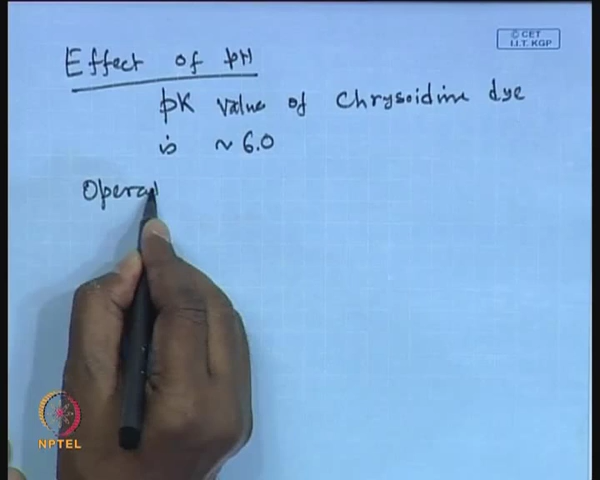 © CET
I.I.T. KGP
Effect of pH
pK value of chrysoidine dye
is ~ 6.0
Opera
NPTEL